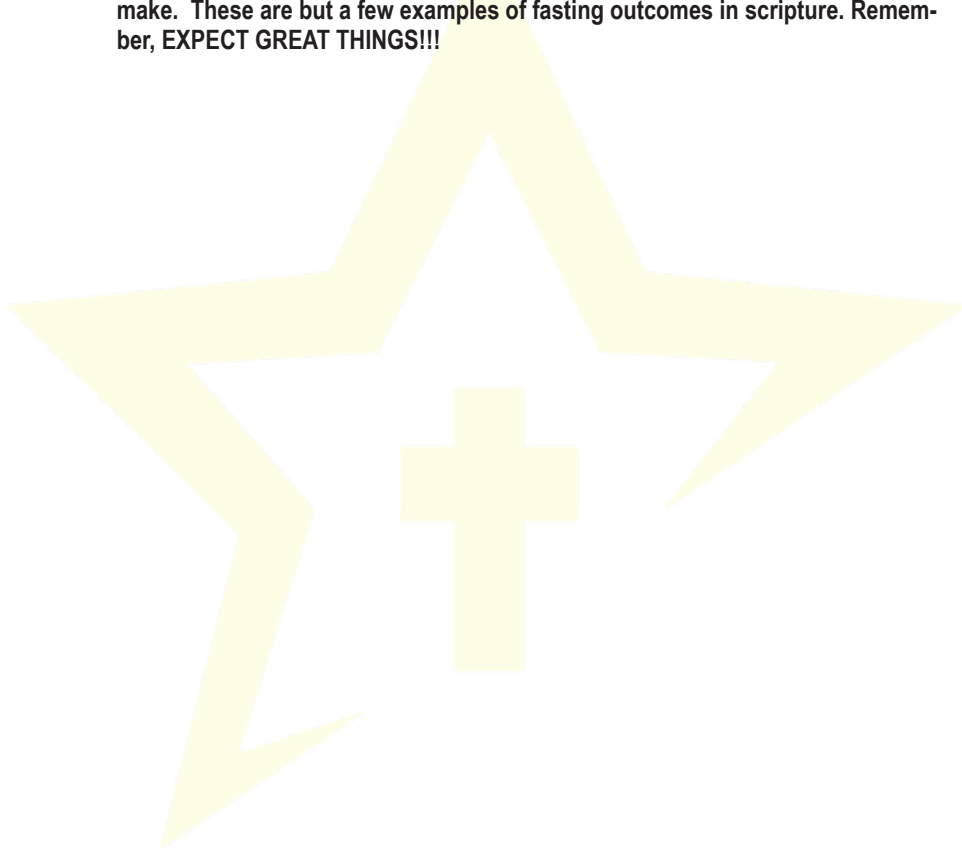 make.  These are but a few examples of fasting outcomes in scripture. Remem-
ber, EXPECT GREAT THINGS!!!